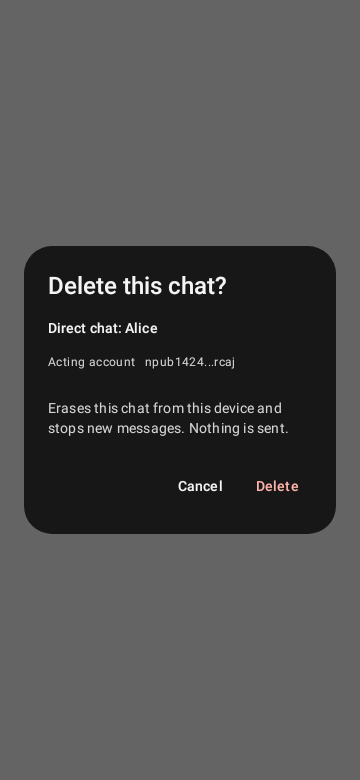 Delete this chat?
Direct chat: Alice
Acting account npub1424...rcaj
Erases this chat from this device and
stops new messages. Nothing is sent.
Cancel Delete